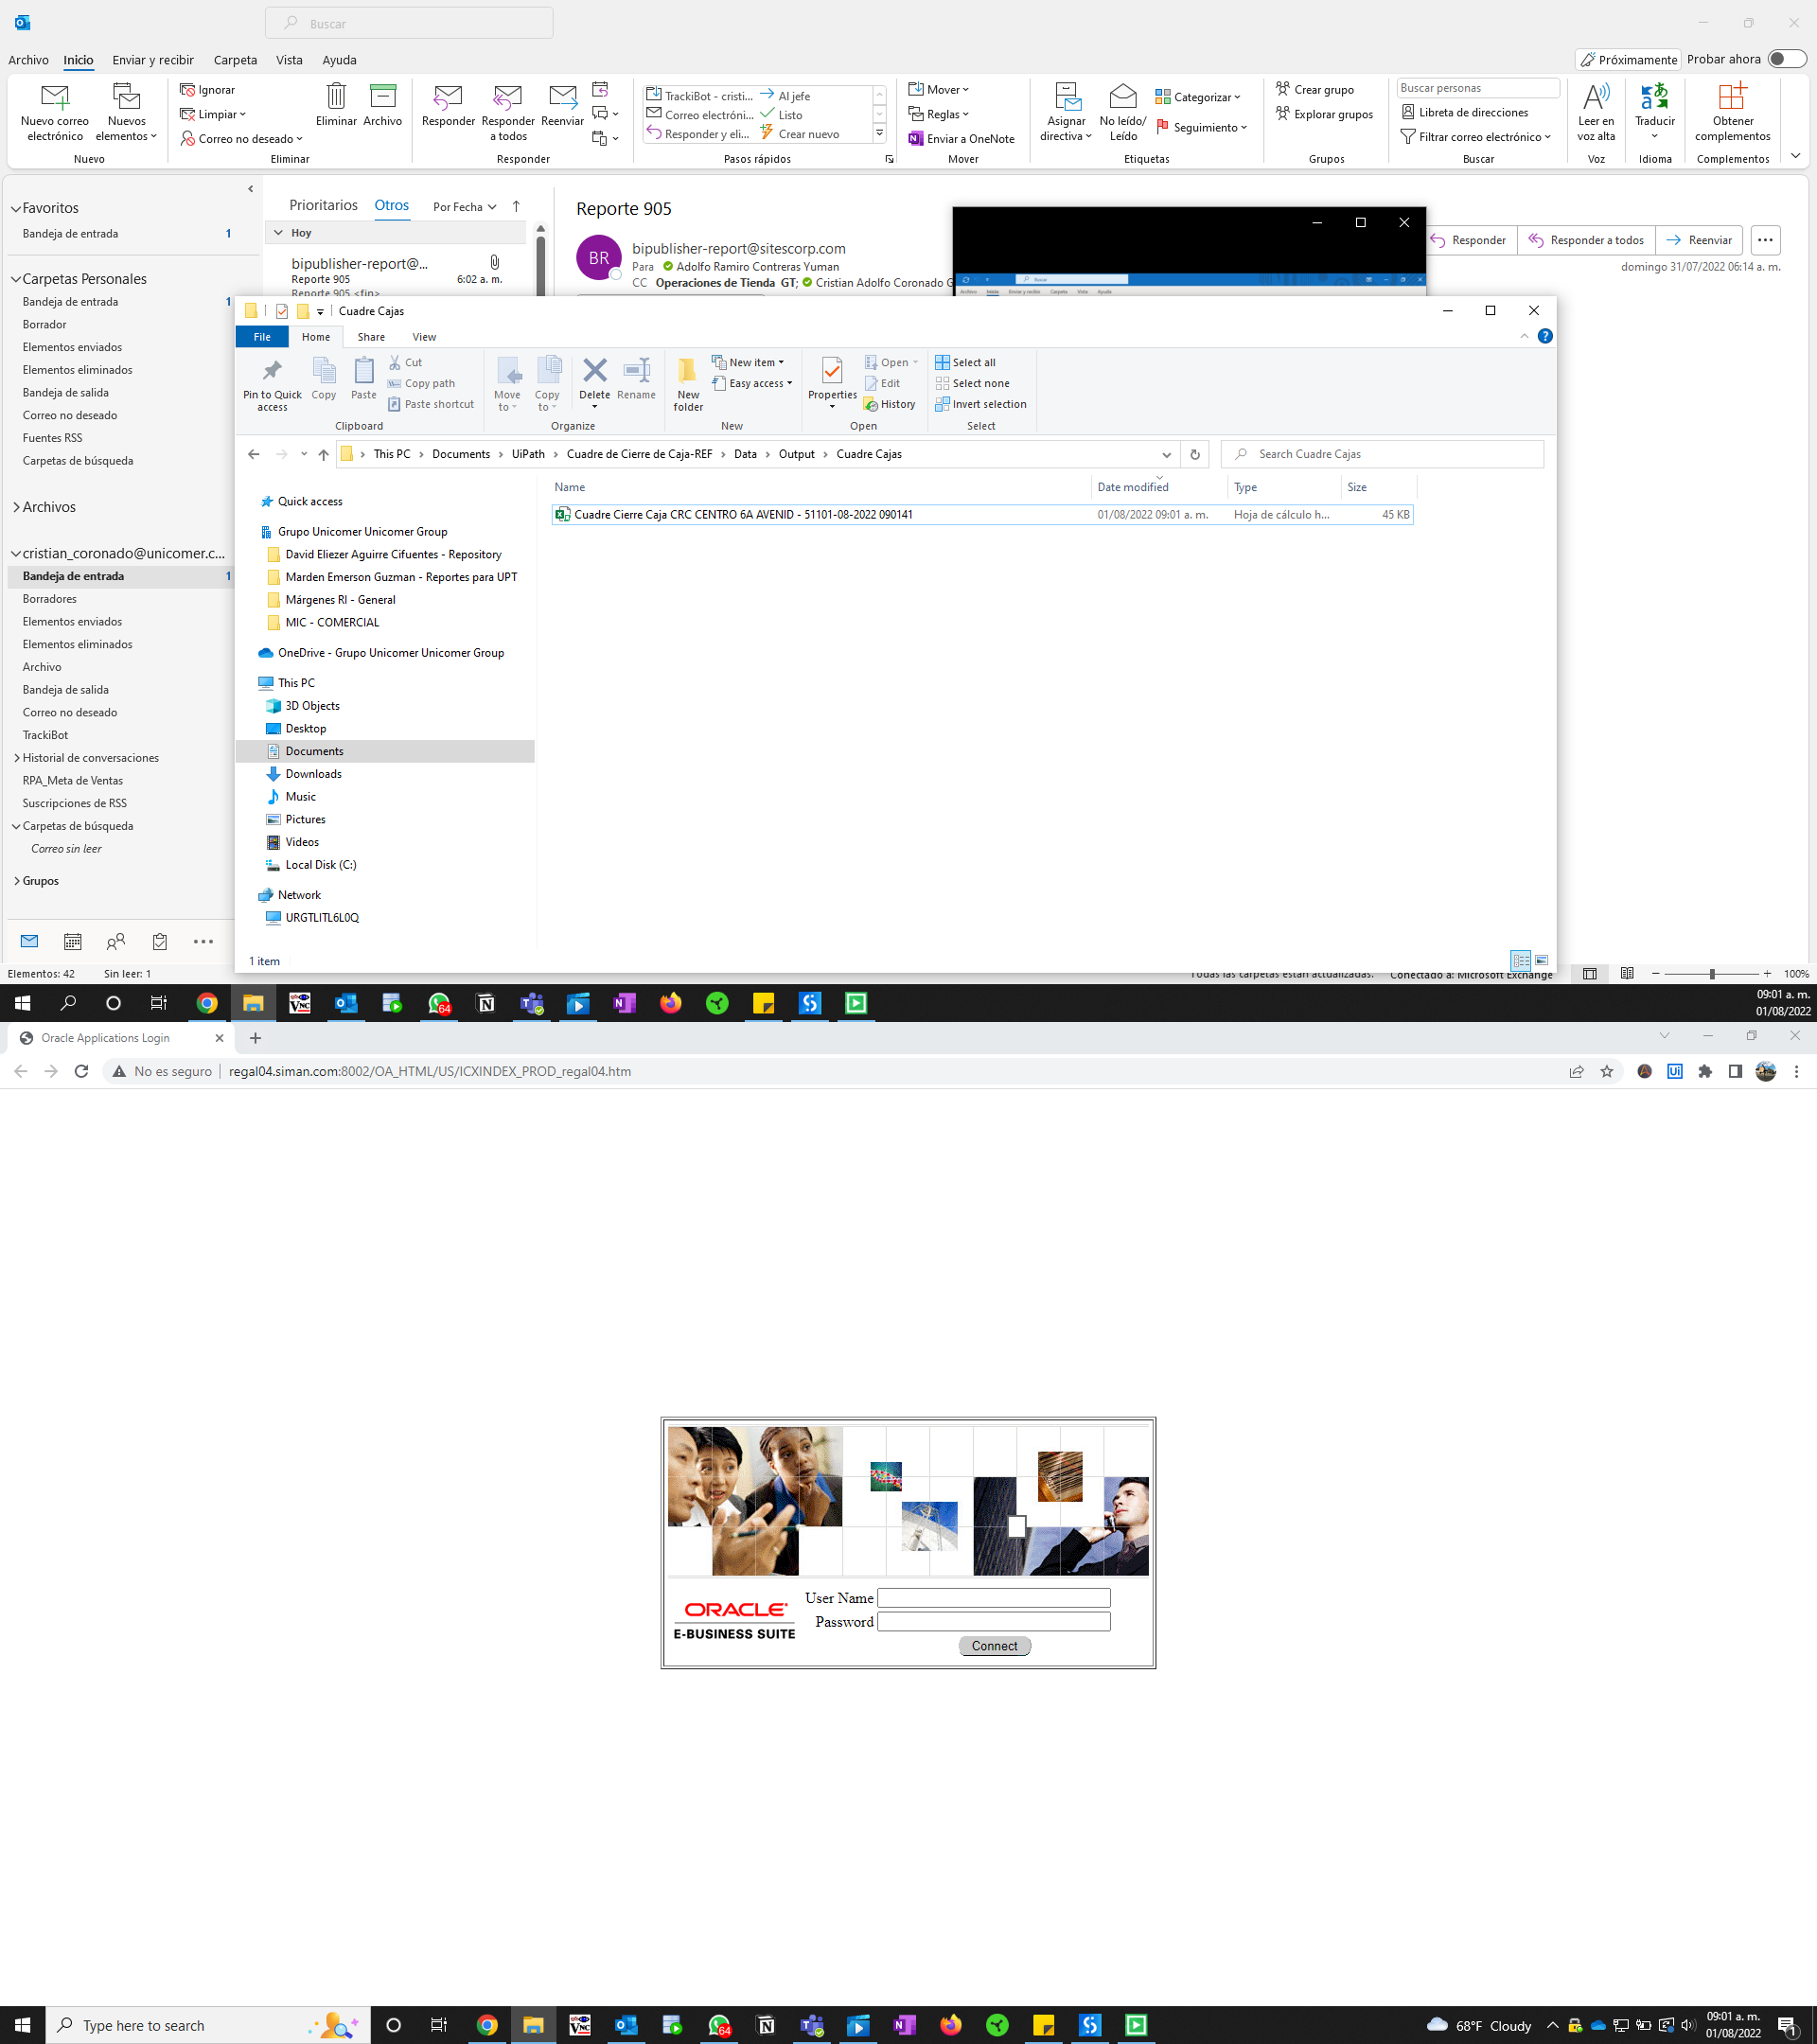 Buscar
Archivo Inicio Enviar y recibir Carpeta Vista Ayuda
Próximamente Probar ahora
Nuevo correo electrónico
Nuevos elementos
Nuevo
Ignorar
Limpiar
Correo no deseado
Eliminar Archivo
Eliminar
Responder
Responder a todos
Reenviar
Responder
TrackiBot - cristi... Al jefe
Correo electróni... Listo
Responder y eli... Crear nuevo
Pasos rápidos
Mover
Reglas
Enviar a OneNote
Mover
Asignar directiva
No leído/ Leído
Categorizar
Seguimiento
Etiquetas
Crear grupo
Explorar grupos
Grupos
Buscar personas
Libreta de direcciones
Filtrar correo electrónico
Buscar
Leer en voz alta
Voz
Traducir
Idioma
Obtener complementos
Complementos
Favoritos
Bandeja de entrada 1
Carpetas Personales
Bandeja de entrada 1
Borrador
Elementos enviados
Elementos eliminados
Bandeja de salida
Correo no deseado
Fuentes RSS
Carpetas de búsqueda
Archivos
cristian_coronado@unicomer.c...
Bandeja de entrada 1
Borradores
Elementos enviados
Elementos eliminados
Archivo
Bandeja de salida
Correo no deseado
TrackiBot
Historial de conversaciones
RPA_Meta de Ventas
Suscripciones de RSS
Carpetas de búsqueda
Correo sin leer
Grupos
Elementos: 42 Sin leer: 1
Prioritarios Otros Por Fecha
Hoy
bipublisher-report@...
Reporte 905 6:02 a. m.
Reporte 905 <fin>
Reporte 905
BR
bipublisher-report@sitescorp.com
Para Adolfo Ramiro Contreras Yuman
CC Operaciones de Tienda GT; Cristian Adolfo Coronado G
Responder Responder a todos Reenviar
domingo 31/07/2022 06:14 a. m.
Buscar
Archivo Inicio Enviar y recibir Carpeta Vista Ayuda
Cuadre Cajas
File Home Share View
Pin to Quick access
Copy
Paste
Cut
Copy path
Paste shortcut
Clipboard
Move to
Copy to
Delete
Rename
Organize
New folder
New item
Easy access
New
Properties
Open
Edit
History
Open
Select all
Select none
Invert selection
Select
This PC Documents UiPath Cuadre de Cierre de Caja-REF Data Output Cuadre Cajas
Search Cuadre Cajas
Name Date modified Type Size
Cuadre Cierre Caja CRC CENTRO 6A AVENID - 51101-08-2022 090141 01/08/2022 09:01 a. m. Hoja de cálculo h... 45 KB
Quick access
Grupo Unicomer Unicomer Group
David Eliezer Aguirre Cifuentes - Repository
Marden Emerson Guzman - Reportes para UPT
Márgenes RI - General
MIC - COMERCIAL
OneDrive - Grupo Unicomer Unicomer Group
This PC
3D Objects
Desktop
Documents
Downloads
Music
Pictures
Videos
Local Disk (C:)
Network
URGTLITL6L0Q
1 item
Todas las carpetas están actualizadas. Conectado a: Microsoft Exchange 100%
64
09:01 a. m.
01/08/2022
Oracle Applications Login
No es seguro regal04.siman.com:8002/OA_HTML/US/ICXINDEX_PROD_regal04.htm
ORACLE
E-BUSINESS SUITE
User Name
Password
Connect
Type here to search
64
68°F Cloudy
09:01 a. m.
01/08/2022
1